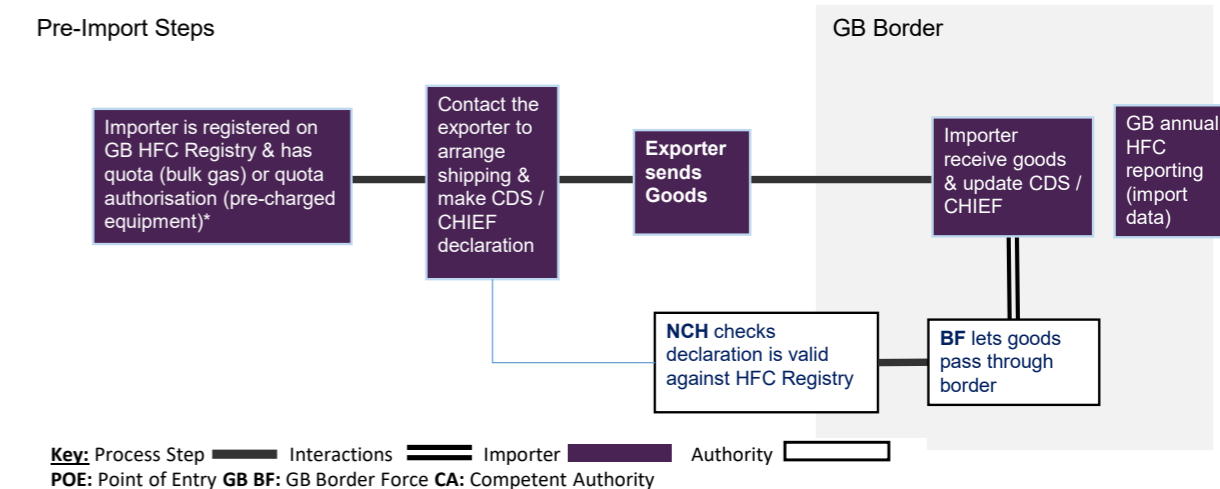 Pre-Import Steps
GB Border
Importer is registered on
GB HFC Registry & has
quota (bulk gas) or quota
authorisation (pre-charged
equipment)*
Contact the
exporter to
arrange
shipping &
make CDS /
CHIEF
declaration
Exporter
sends
Goods
Importer
receive goods
& update CDS /
CHIEF
GB annual
HFC
reporting
(import
data)
NCH checks
declaration is valid
against HFC Registry
BF lets goods
pass through
border
Key: Process Step Interactions Importer Authority
POE: Point of Entry GB BF: GB Border Force CA: Competent Authority